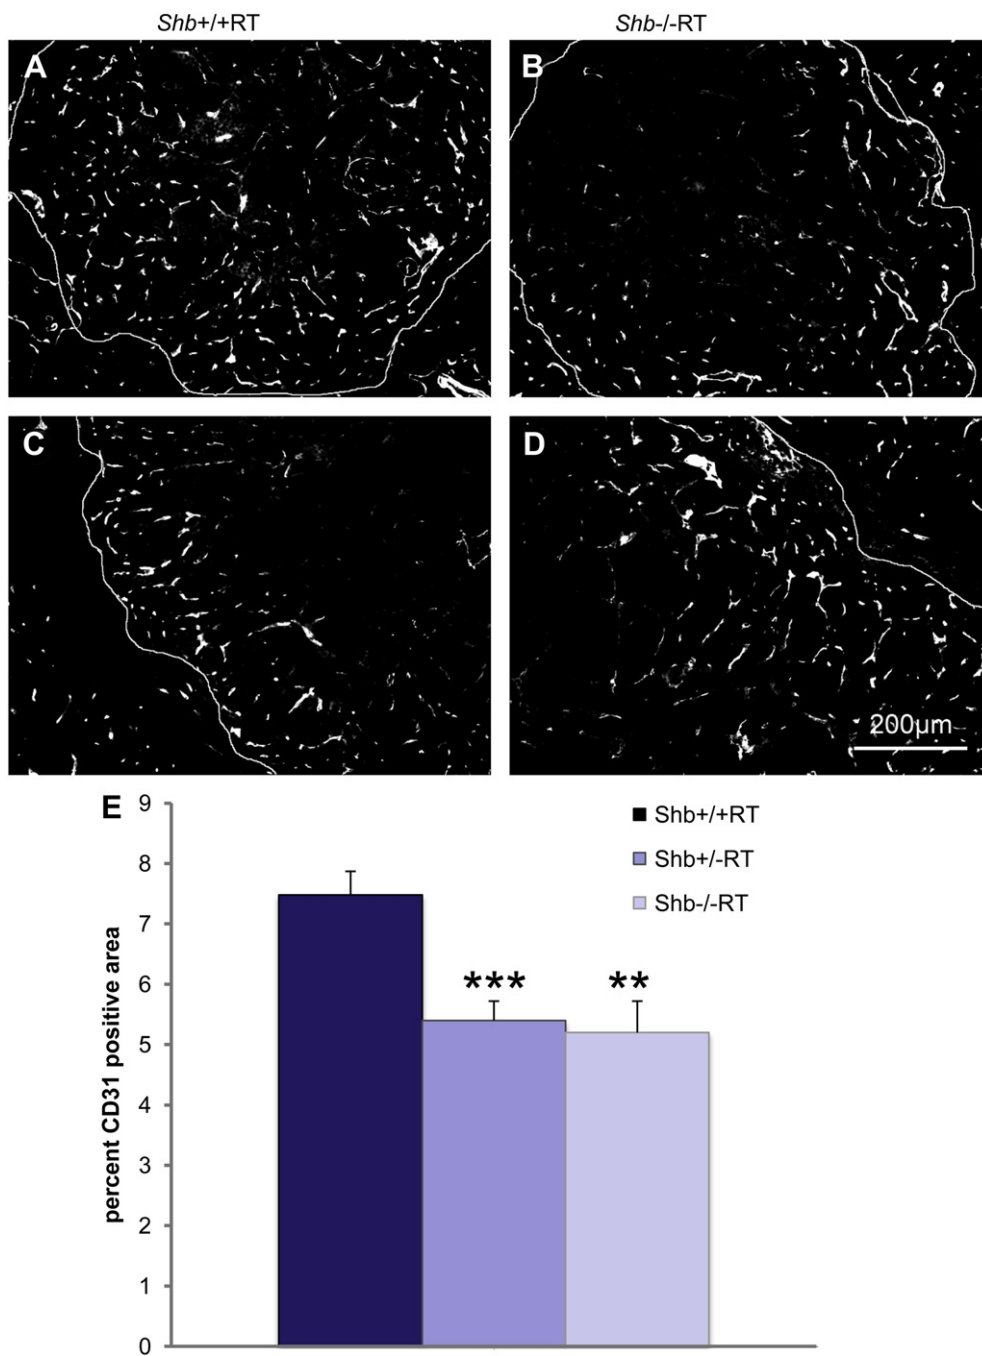 Shb+/+RT
Shb-/-RT
A
B
C
D
200μm
E
9
8
7
6
5
4
3
2
1
0
percent CD31 positive area
***
**
Shb+/+RT
Shb+/-RT
Shb-/-RT